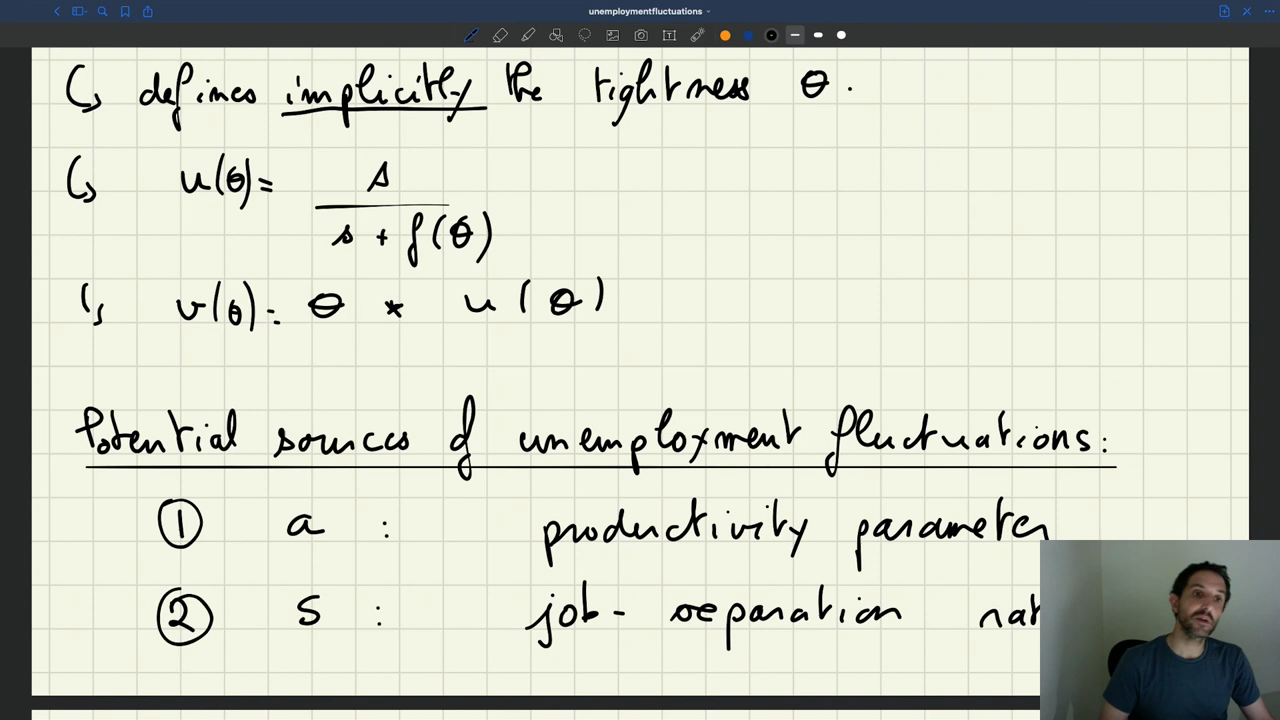 unemploymentfluctuations
↳ defines implicitly the tightness θ.
↳ u(θ) = s / (s + f(θ))
↳ v(θ) = θ * u(θ)
Potential sources of unemployment fluctuations:
① a : productivity parameter
② s : job-separation rat